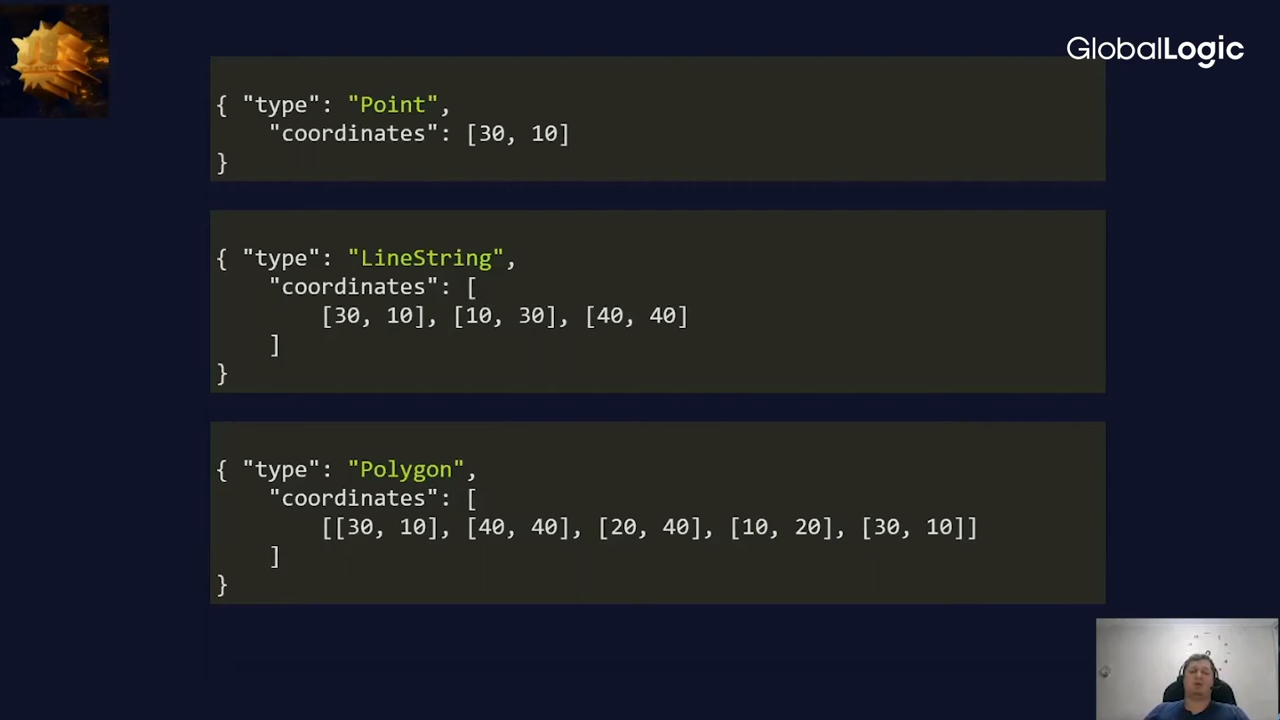 GlobalLogic
{ "type": "Point",
"coordinates": [30, 10]
}
{ "type": "LineString",
"coordinates": [
[30, 10], [10, 30], [40, 40]
]
}
{ "type": "Polygon",
"coordinates": [
[[30, 10], [40, 40], [20, 40], [10, 20], [30, 10]]
]
}